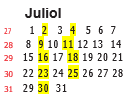 Juliol
27 1 2 3 4 5 6 7
28 8 9 10 11 12 13 14
29 15 16 17 18 19 20 21
30 22 23 24 25 26 27 28
31 29 30 31